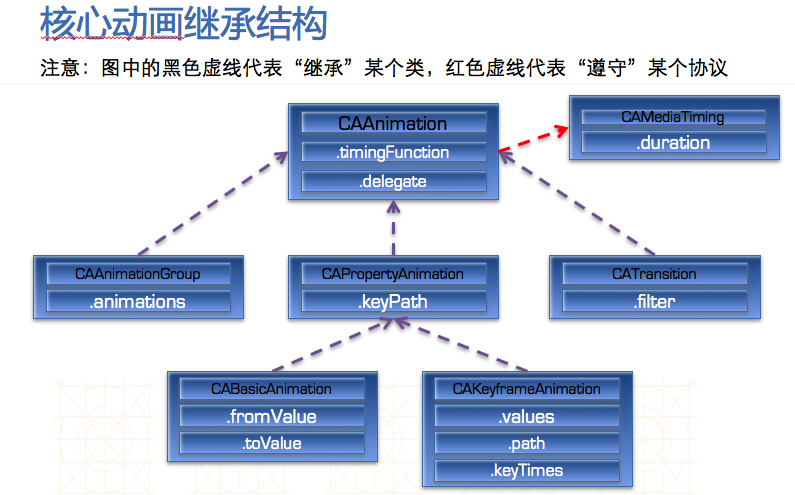 核心动画继承结构
注意：图中的黑色虚线代表“继承”某个类，红色虚线代表“遵守”某个协议
CAAnimation
.timingFunction
.delegate
CAMediaTiming
.duration
CAAnimationGroup
.animations
CAPropertyAnimation
.keyPath
CATransition
.filter
CABasicAnimation
.fromValue
.toValue
CAKeyframeAnimation
.values
.path
.keyTimes